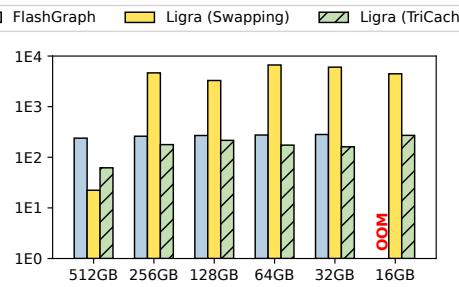 FlashGraph Ligra (Swapping) Ligra (TriCach
1E4
1E3
1E2
1E1
1E0
OOM
512GB 256GB 128GB 64GB 32GB 16GB